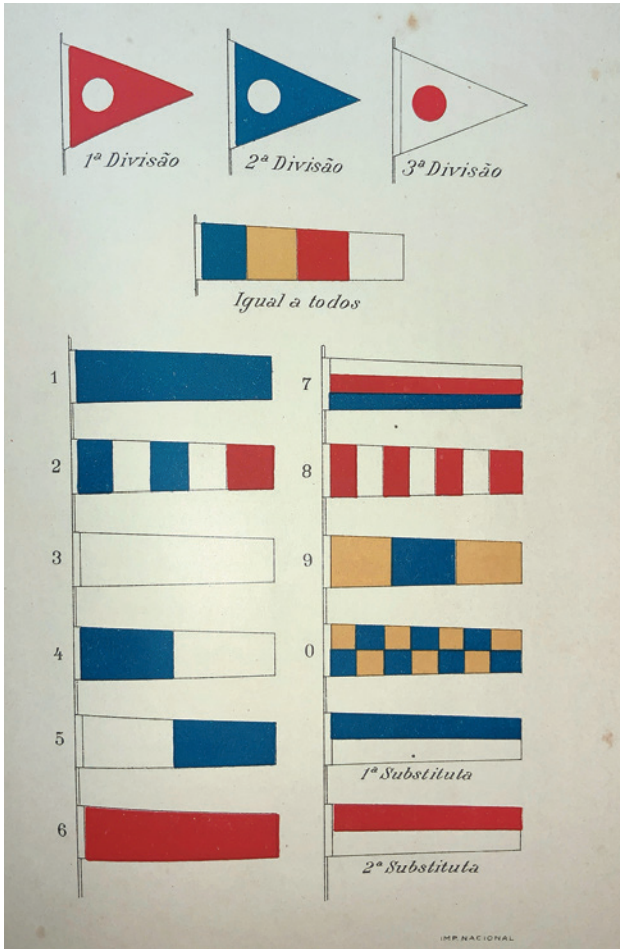 1ª Divisão
2ª Divisão
3ª Divisão
Igual a todos
1
2
3
4
5
6
7
8
9
0
1ª Substituta
2ª Substituta
IMP. NACIONAL